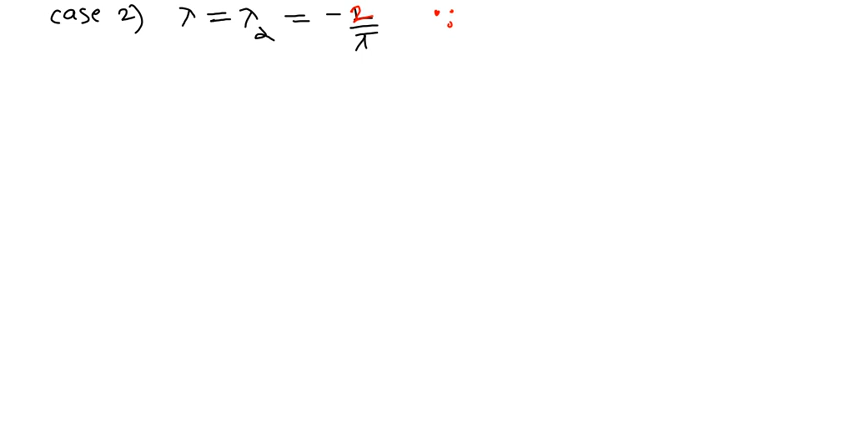 case 2) λ = λ₂ = -2/π :